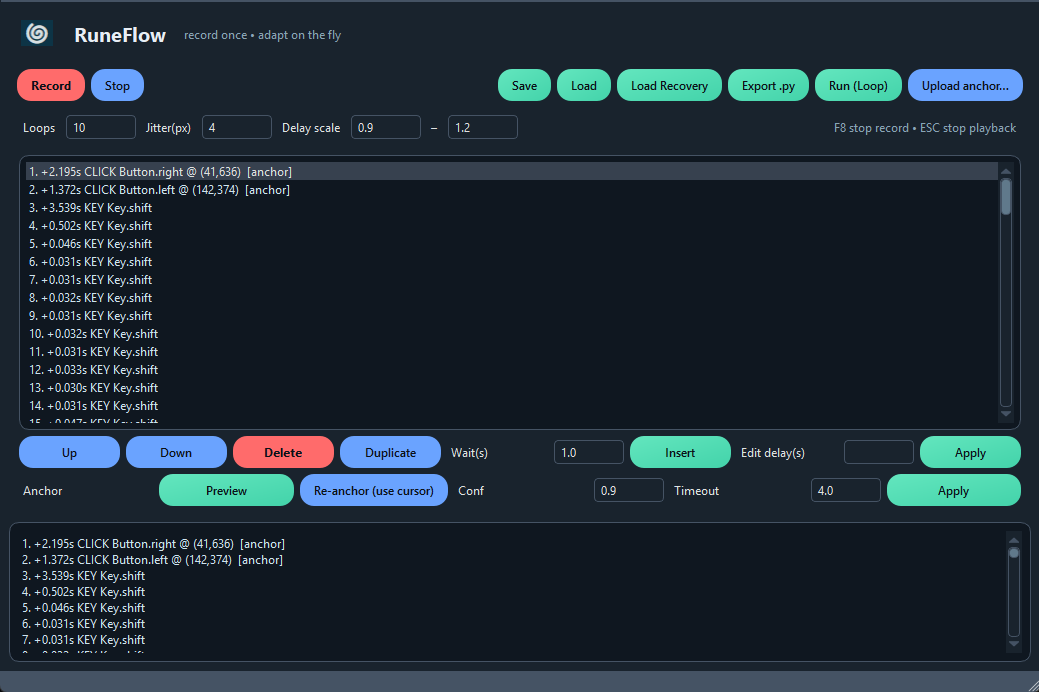 RuneFlow record once • adapt on the fly
Record Stop Save Load Load Recovery Export .py Run (Loop) Upload anchor...
Loops 10 Jitter(px) 4 Delay scale 0.9 – 1.2 F8 stop record • ESC stop playback
1. +2.195s CLICK Button.right @ (41,636) [anchor]
2. +1.372s CLICK Button.left @ (142,374) [anchor]
3. +3.539s KEY Key.shift
4. +0.502s KEY Key.shift
5. +0.046s KEY Key.shift
6. +0.031s KEY Key.shift
7. +0.031s KEY Key.shift
8. +0.032s KEY Key.shift
9. +0.031s KEY Key.shift
10. +0.032s KEY Key.shift
11. +0.031s KEY Key.shift
12. +0.033s KEY Key.shift
13. +0.030s KEY Key.shift
14. +0.031s KEY Key.shift
15. +0.047s KEY Key.shift
Up Down Delete Duplicate Wait(s) 1.0 Insert Edit delay(s) Apply
Anchor Preview Re-anchor (use cursor) Conf 0.9 Timeout 4.0 Apply
1. +2.195s CLICK Button.right @ (41,636) [anchor]
2. +1.372s CLICK Button.left @ (142,374) [anchor]
3. +3.539s KEY Key.shift
4. +0.502s KEY Key.shift
5. +0.046s KEY Key.shift
6. +0.031s KEY Key.shift
7. +0.031s KEY Key.shift